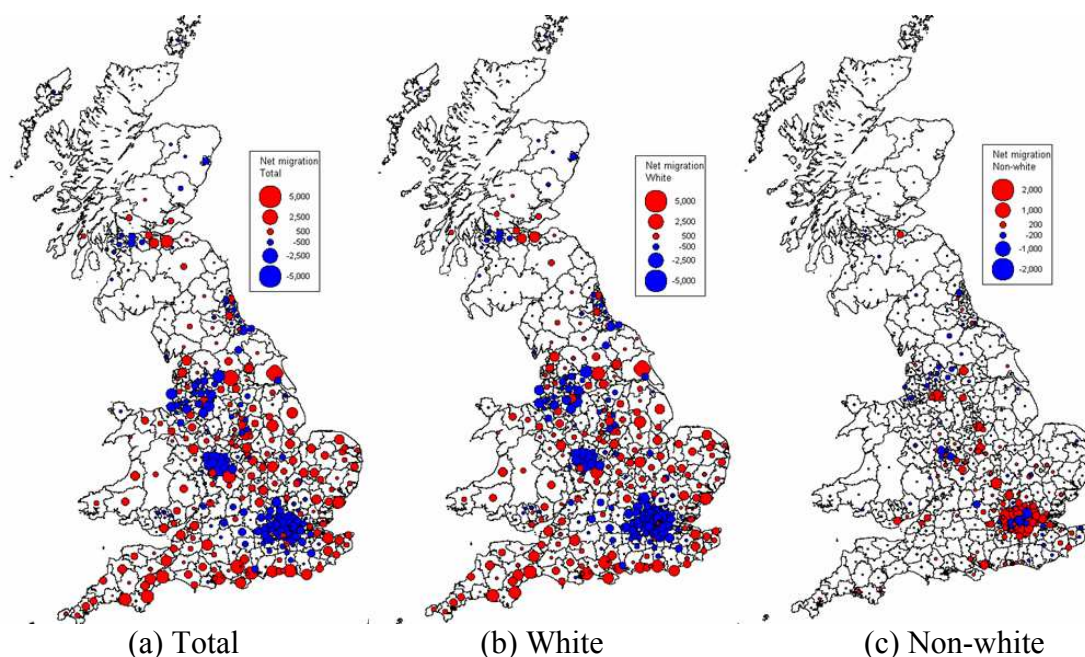 Net migration
Total
5,000
2,500
500
-500
-2,500
-5,000
Net migration
White
5,000
2,500
500
-500
-2,500
-5,000
Net migration
Non-white
2,000
1,000
200
-200
-1,000
-2,000
(a) Total
(b) White
(c) Non-white